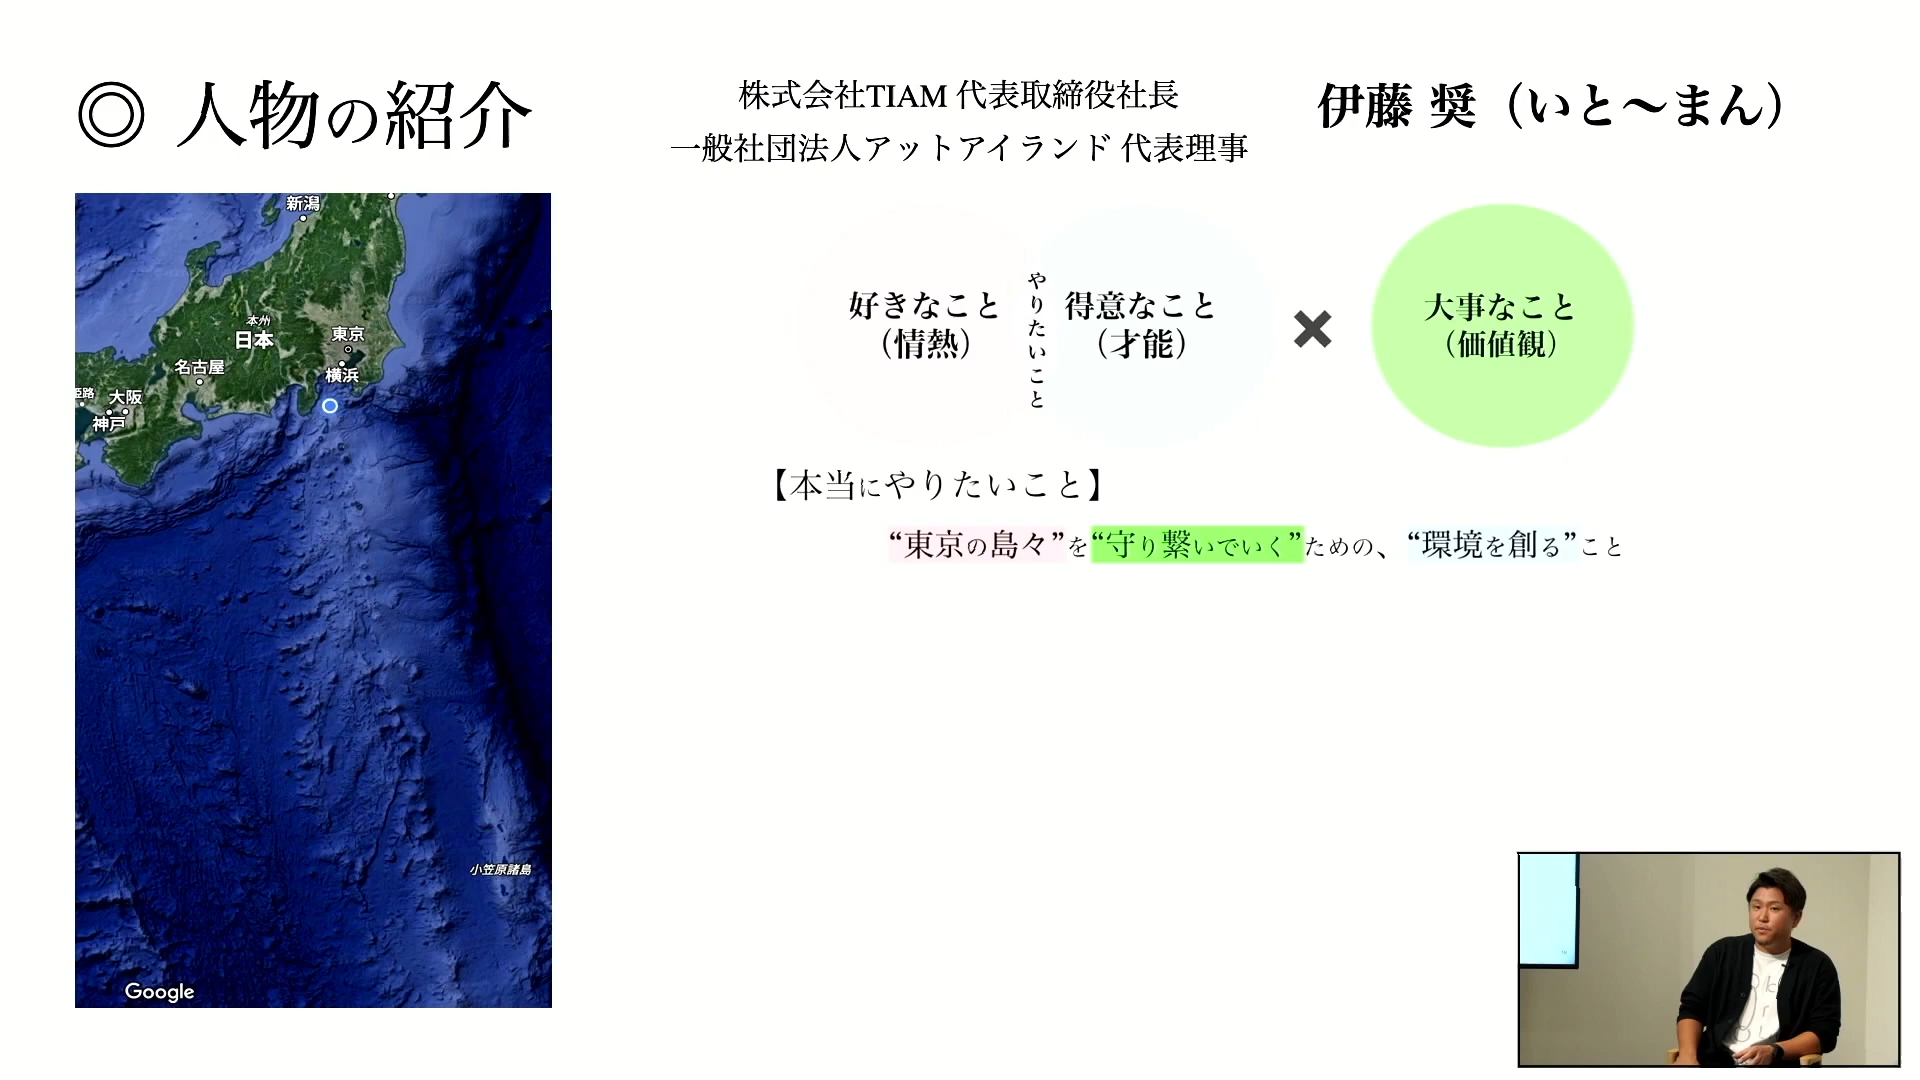 ◎ 人物の紹介
株式会社TIAM 代表取締役社長
一般社団法人アットアイランド 代表理事
伊藤 奨（いと〜まん）
新潟
本州
日本
東京
名古屋
横浜
姫路
大阪
神戸
小笠原諸島
Google
好きなこと
（情熱）
やりたいこと
得意なこと
（才能）
×
大事なこと
（価値観）
【本当にやりたいこと】
“東京の島々”を“守り繋いでいく”ための、“環境を創る”こと